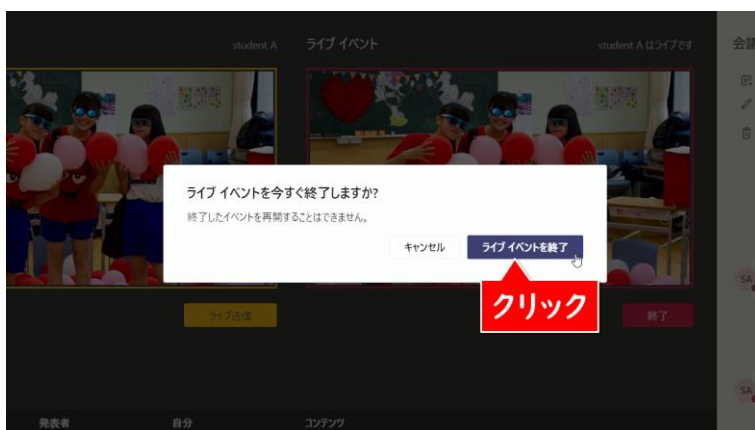 student A
ライブ イベント
student A はライブです
会議
ライブ イベントを今すぐ終了しますか?
終了したイベントを再開することはできません。
キャンセル
ライブ イベントを終了
クリック
ライブ送信
終了
SA
SA
発表者
自分
コンテンツ